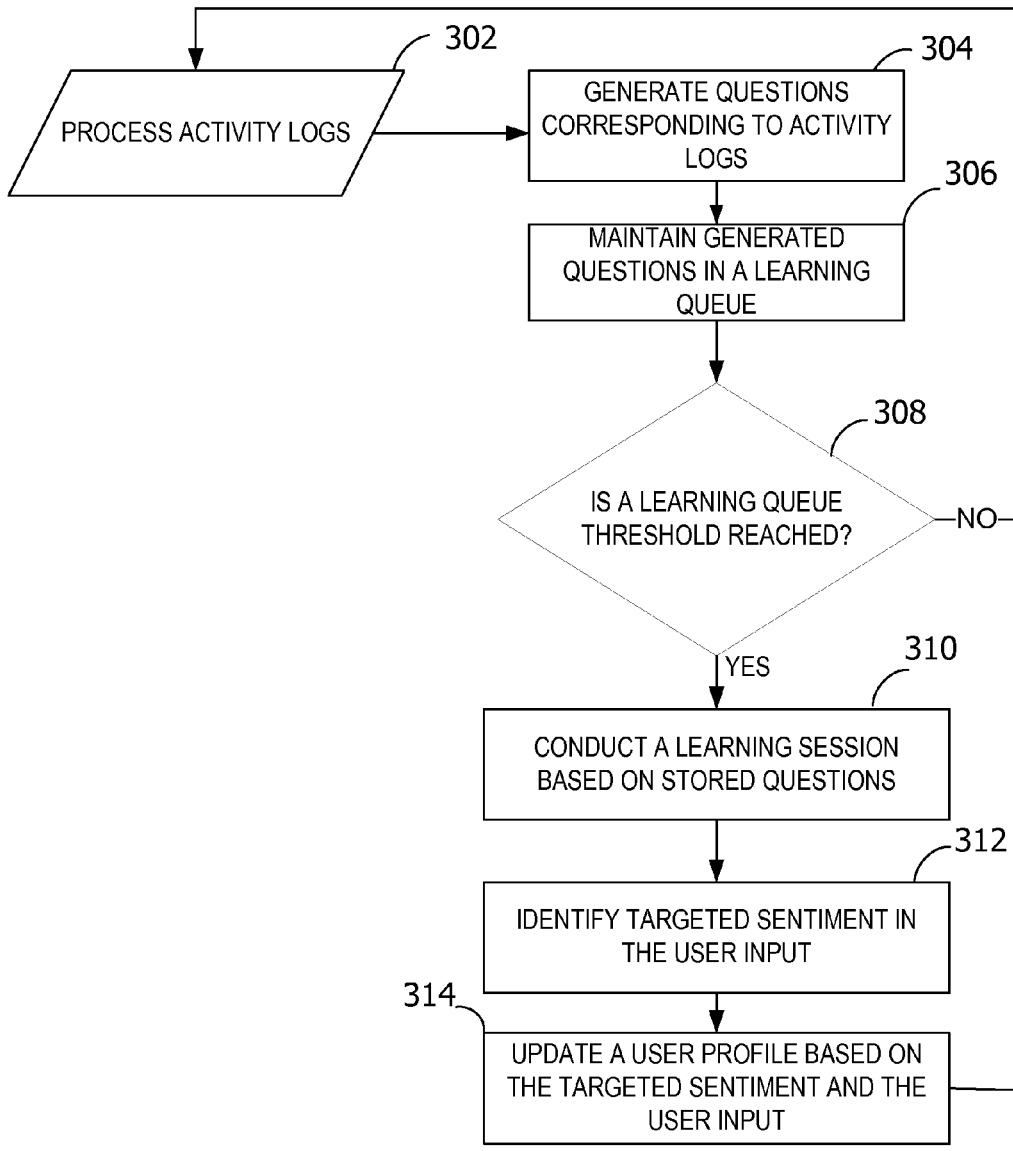 302
PROCESS ACTIVITY LOGS
304
GENERATE QUESTIONS
CORRESPONDING TO ACTIVITY
LOGS
306
MAINTAIN GENERATED
QUESTIONS IN A LEARNING
QUEUE
308
IS A LEARNING QUEUE
THRESHOLD REACHED?
NO
YES
310
CONDUCT A LEARNING SESSION
BASED ON STORED QUESTIONS
312
IDENTIFY TARGETED SENTIMENT IN
THE USER INPUT
314
UPDATE A USER PROFILE BASED ON
THE TARGETED SENTIMENT AND THE
USER INPUT